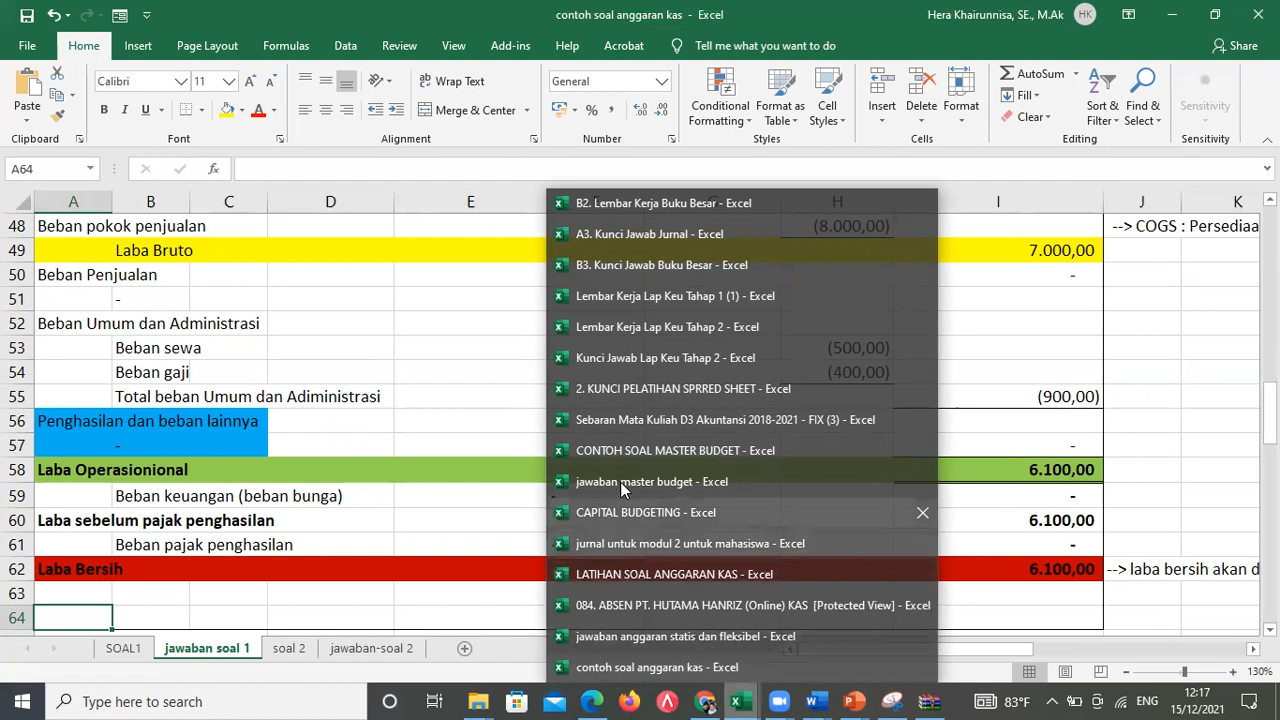 contoh soal anggaran kas - Excel
Hera Khairunnisa, SE., M.Ak
HK
File
Home
Insert
Page Layout
Formulas
Data
Review
View
Add-ins
Help
Acrobat
Tell me what you want to do
Share
Paste
Clipboard
Calibri
11
B I U
Font
Wrap Text
Merge & Center
Alignment
General
Number
Conditional Formatting
Format as Table
Cell Styles
Styles
Insert
Delete
Format
Cells
AutoSum
Fill
Clear
Sort & Filter
Find & Select
Editing
Sensitivity
Sensitivity
A64
fx
A B C D E H I J K
48 Beban pokok penjualan (8.000,00) --> COGS : Persediaa
49 Laba Bruto 7.000,00
50 Beban Penjualan -
51 -
52 Beban Umum dan Administrasi
53 Beban sewa (500,00)
54 Beban gaji (400,00)
55 Total beban Umum dan Adiministrasi (900,00)
56 Penghasilan dan beban lainnya
57 - -
58 Laba Operasionional 6.100,00
59 Beban keuangan (beban bunga) -
60 Laba sebelum pajak penghasilan 6.100,00
61 Beban pajak penghasilan -
62 Laba Bersih 6.100,00 --> laba bersih akan d
63
64
B2. Lembar Kerja Buku Besar - Excel
A3. Kunci Jawab Jurnal - Excel
B3. Kunci Jawab Buku Besar - Excel
Lembar Kerja Lap Keu Tahap 1 (1) - Excel
Lembar Kerja Lap Keu Tahap 2 - Excel
Kunci Jawab Lap Keu Tahap 2 - Excel
2. KUNCI PELATIHAN SPRRED SHEET - Excel
Sebaran Mata Kuliah D3 Akuntansi 2018-2021 - FIX (3) - Excel
CONTOH SOAL MASTER BUDGET - Excel
jawaban master budget - Excel
CAPITAL BUDGETING - Excel
jurnal untuk modul 2 untuk mahasiswa - Excel
LATIHAN SOAL ANGGARAN KAS - Excel
084. ABSEN PT. HUTAMA HANRIZ (Online) KAS [Protected View] - Excel
jawaban anggaran statis dan fleksibel - Excel
contoh soal anggaran kas - Excel
SOAL1
jawaban soal 1
soal 2
jawaban-soal 2
130%
Type here to search
83°F
ENG
12:17
15/12/2021